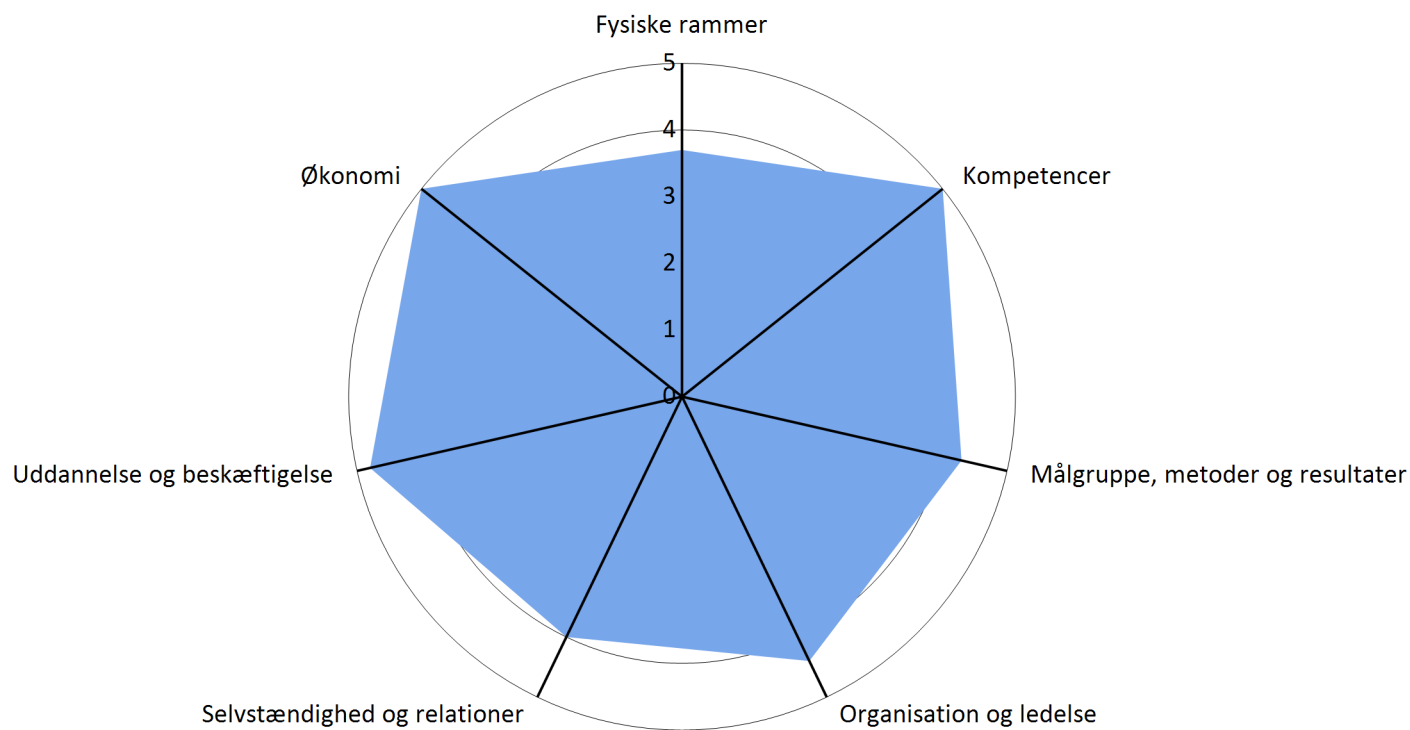 Fysiske rammer
5
4
Økonomi
Kompetencer
3
2
1
0
Uddannelse og beskæftigelse
Målgruppe, metoder og resultater
Selvstændighed og relationer
Organisation og ledelse